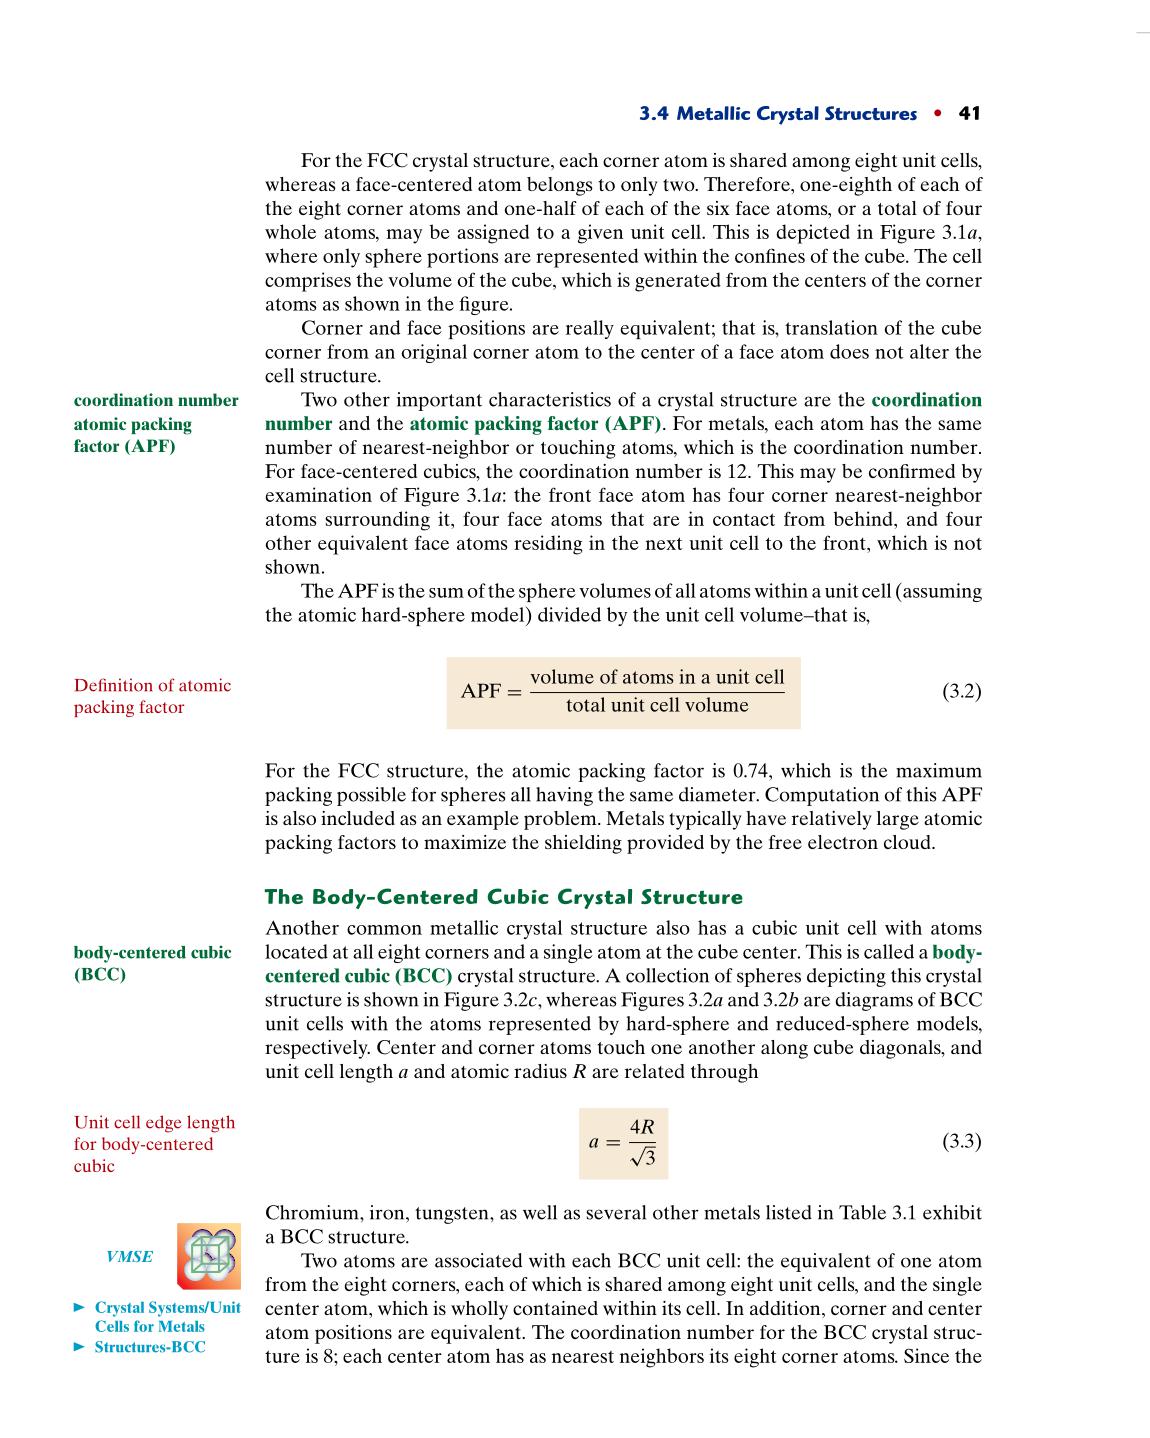 3.4 Metallic Crystal Structures • 41
For the FCC crystal structure, each corner atom is shared among eight unit cells,
whereas a face-centered atom belongs to only two. Therefore, one-eighth of each of
the eight corner atoms and one-half of each of the six face atoms, or a total of four
whole atoms, may be assigned to a given unit cell. This is depicted in Figure 3.1a,
where only sphere portions are represented within the confines of the cube. The cell
comprises the volume of the cube, which is generated from the centers of the corner
atoms as shown in the figure.
Corner and face positions are really equivalent; that is, translation of the cube
corner from an original corner atom to the center of a face atom does not alter the
cell structure.
coordination number
atomic packing
factor (APF)
Two other important characteristics of a crystal structure are the coordination
number and the atomic packing factor (APF). For metals, each atom has the same
number of nearest-neighbor or touching atoms, which is the coordination number.
For face-centered cubics, the coordination number is 12. This may be confirmed by
examination of Figure 3.1a: the front face atom has four corner nearest-neighbor
atoms surrounding it, four face atoms that are in contact from behind, and four
other equivalent face atoms residing in the next unit cell to the front, which is not
shown.
The APF is the sum of the sphere volumes of all atoms within a unit cell (assuming
the atomic hard-sphere model) divided by the unit cell volume–that is,
Definition of atomic
packing factor
APF = volume of atoms in a unit cell / total unit cell volume (3.2)
For the FCC structure, the atomic packing factor is 0.74, which is the maximum
packing possible for spheres all having the same diameter. Computation of this APF
is also included as an example problem. Metals typically have relatively large atomic
packing factors to maximize the shielding provided by the free electron cloud.
The Body-Centered Cubic Crystal Structure
body-centered cubic
(BCC)
Another common metallic crystal structure also has a cubic unit cell with atoms
located at all eight corners and a single atom at the cube center. This is called a body-
centered cubic (BCC) crystal structure. A collection of spheres depicting this crystal
structure is shown in Figure 3.2c, whereas Figures 3.2a and 3.2b are diagrams of BCC
unit cells with the atoms represented by hard-sphere and reduced-sphere models,
respectively. Center and corner atoms touch one another along cube diagonals, and
unit cell length a and atomic radius R are related through
Unit cell edge length
for body-centered
cubic
a = 4R / √3 (3.3)
Chromium, iron, tungsten, as well as several other metals listed in Table 3.1 exhibit
a BCC structure.
VMSE
► Crystal Systems/Unit
Cells for Metals
► Structures-BCC
Two atoms are associated with each BCC unit cell: the equivalent of one atom
from the eight corners, each of which is shared among eight unit cells, and the single
center atom, which is wholly contained within its cell. In addition, corner and center
atom positions are equivalent. The coordination number for the BCC crystal struc-
ture is 8; each center atom has as nearest neighbors its eight corner atoms. Since the